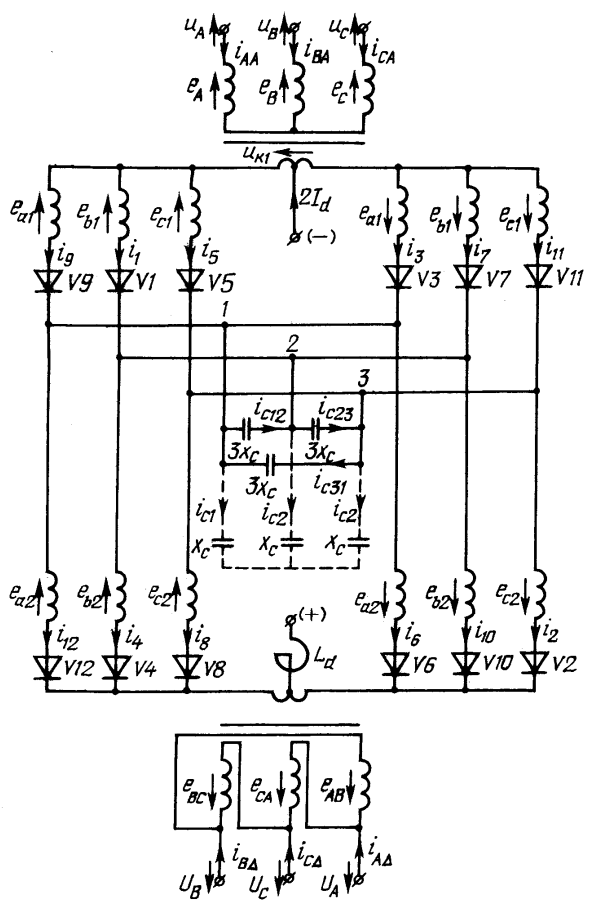 u_A u_B u_C
i_AA i_BA i_CA
e_A e_B e_C
u_K1
2I_d
(−)
e_a1 e_b1 e_c1 e_a1 e_b1 e_c1
i_9 i_1 i_5 i_3 i_7 i_11
V9 V1 V5 V3 V7 V11
1
2
3
i_c12 i_c23
3x_c 3x_c
3x_c i_c31
i_c1 i_c2 i_c2
x_c x_c x_c
e_a2 e_b2 e_c2 (+) e_a2 e_b2 e_c2
i_12 i_4 i_8 L_d i_6 i_10 i_2
V12 V4 V8 V6 V10 V2
e_BC e_CA e_AB
i_BΔ i_CΔ i_AΔ
U_B U_C U_A